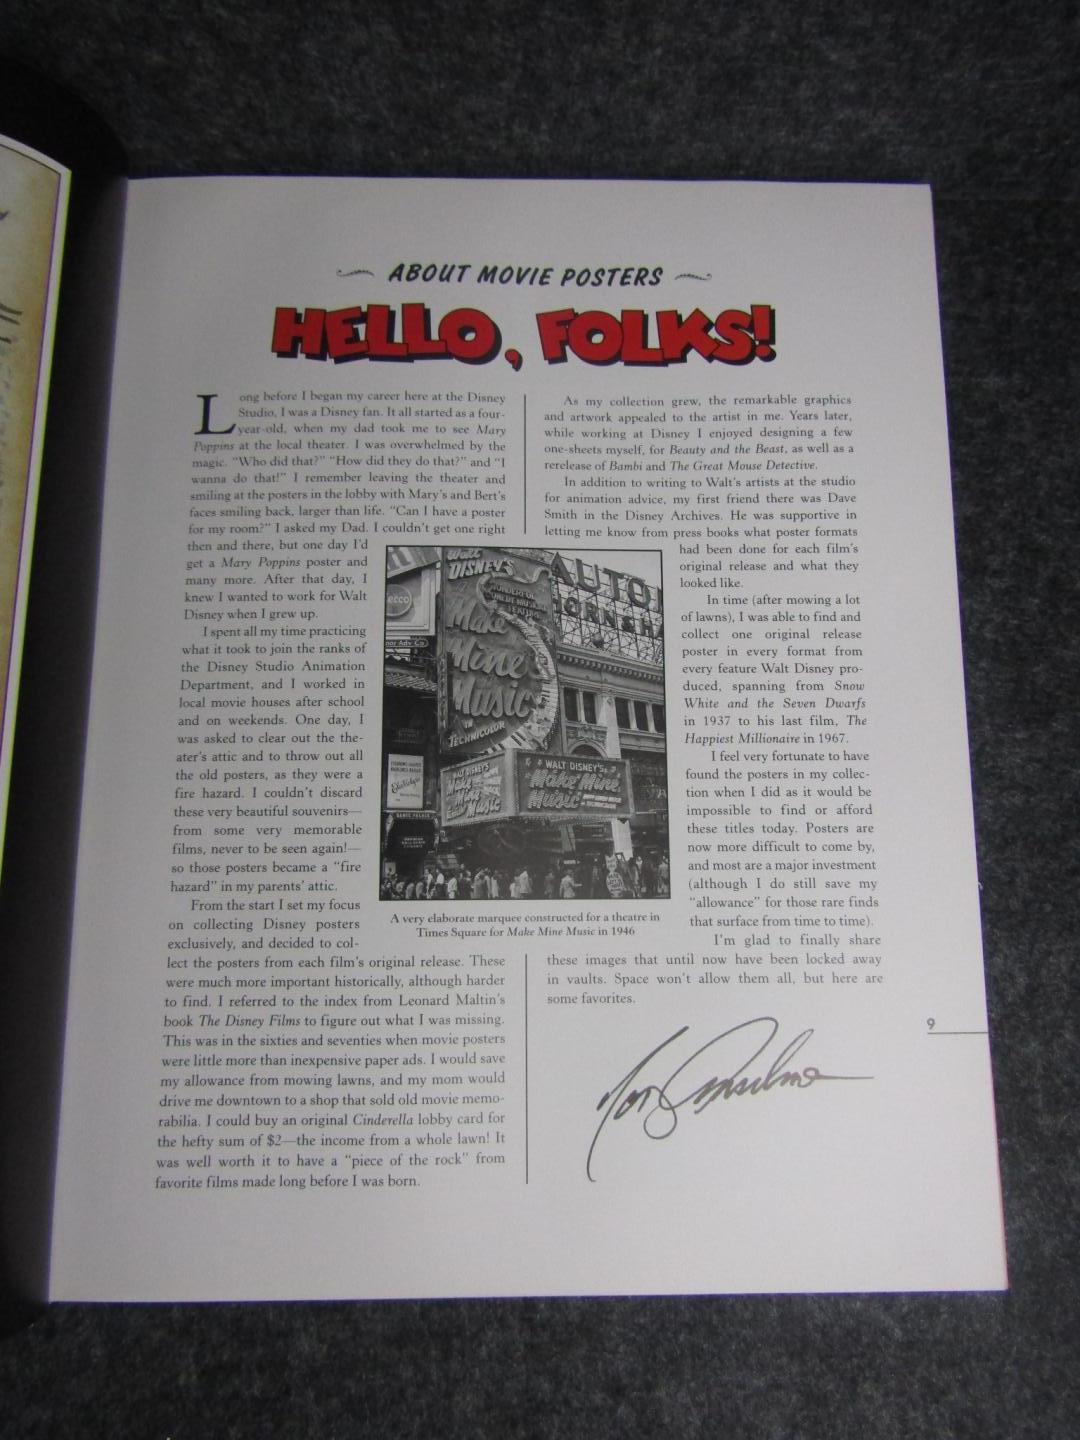 ABOUT MOVIE POSTERS
HELLO, FOLKS!
Long before I began my career here at the Disney
Studio, I was a Disney fan. It all started as a four-
year-old, when my dad took me to see Mary
Poppins at the local theater. I was overwhelmed by the
magic. "Who did that?" "How did they do that?" and "I
wanna do that!" I remember leaving the theater and
smiling at the posters in the lobby with Mary's and Bert's
faces smiling back, larger than life. "Can I have a poster
for my room?" I asked my Dad. I couldn't get one right
then and there, but one day I'd
get a Mary Poppins poster and
many more. After that day, I
knew I wanted to work for Walt
Disney when I grew up.
I spent all my time practicing
what it took to join the ranks of
the Disney Studio Animation
Department, and I worked in
local movie houses after school
and on weekends. One day, I
was asked to clear out the the-
ater's attic and to throw out all
the old posters, as they were a
fire hazard. I couldn't discard
these very beautiful souvenirs—
from some very memorable
films, never to be seen again!—
so those posters became a "fire
hazard" in my parents' attic.
From the start I set my focus
on collecting Disney posters
exclusively, and decided to col-
lect the posters from each film's original release. These
were much more important historically, although harder
to find. I referred to the index from Leonard Maltin's
book The Disney Films to figure out what I was missing.
This was in the sixties and seventies when movie posters
were little more than inexpensive paper ads. I would save
my allowance from mowing lawns, and my mom would
drive me downtown to a shop that sold old movie memo-
rabilia. I could buy an original Cinderella lobby card for
the hefty sum of $2—the income from a whole lawn! It
was well worth it to have a "piece of the rock" from
favorite films made long before I was born.
As my collection grew, the remarkable graphics
and artwork appealed to the artist in me. Years later,
while working at Disney I enjoyed designing a few
one-sheets myself, for Beauty and the Beast, as well as a
rerelease of Bambi and The Great Mouse Detective.
In addition to writing to Walt's artists at the studio
for animation advice, my first friend there was Dave
Smith in the Disney Archives. He was supportive in
letting me know from press books what poster formats
had been done for each film's
original release and what they
looked like.
In time (after mowing a lot
of lawns), I was able to find and
collect one original release
poster in every format from
every feature Walt Disney pro-
duced, spanning from Snow
White and the Seven Dwarfs
in 1937 to his last film, The
Happiest Millionaire in 1967.
I feel very fortunate to have
found the posters in my collec-
tion when I did as it would be
impossible to find or afford
these titles today. Posters are
now more difficult to come by,
and most are a major investment
(although I do still save my
"allowance" for those rare finds
that surface from time to time).
I'm glad to finally share
these images that until now have been locked away
in vaults. Space won't allow them all, but here are
some favorites.
Walt
DISNEY'S
WONDERFUL
FEATURE
Make
Mine
Music
IN
TECHNICOLOR
AUTO
HORN & H
WALT DISNEY'S
Make
Mine
Music
WALT DISNEY'S
Make Mine
Music
DANCE PALACE
A very elaborate marquee constructed for a theatre in
Times Square for Make Mine Music in 1946
9